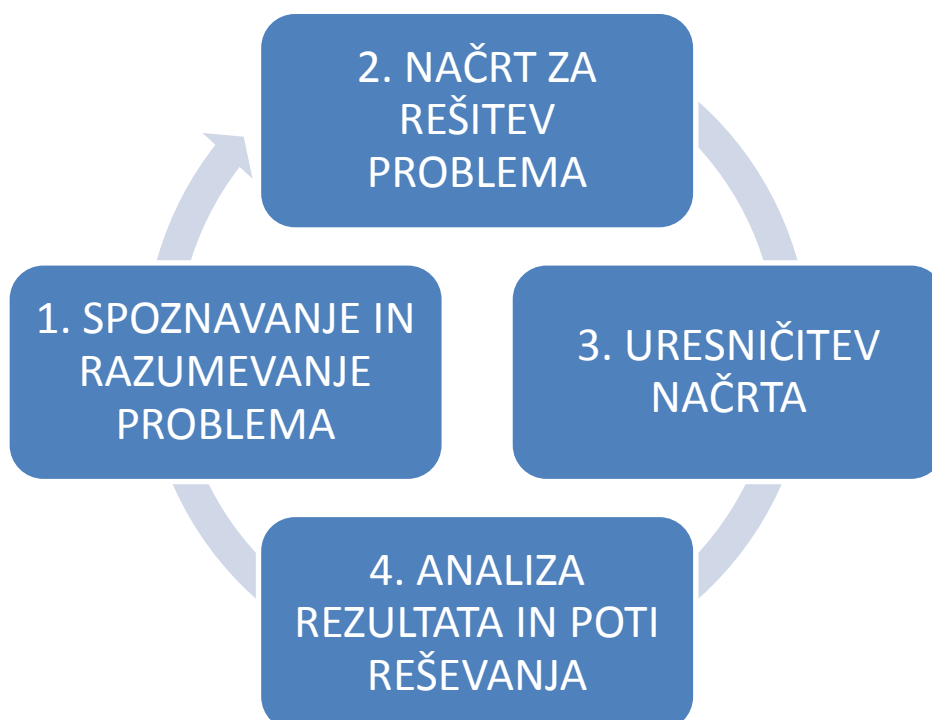 2. NAČRT ZA
REŠITEV
PROBLEMA
1. SPOZNAVANJE IN
RAZUMEVANJE
PROBLEMA
3. URESNIČITEV
NAČRTA
4. ANALIZA
REZULTATA IN POTI
REŠEVANJA